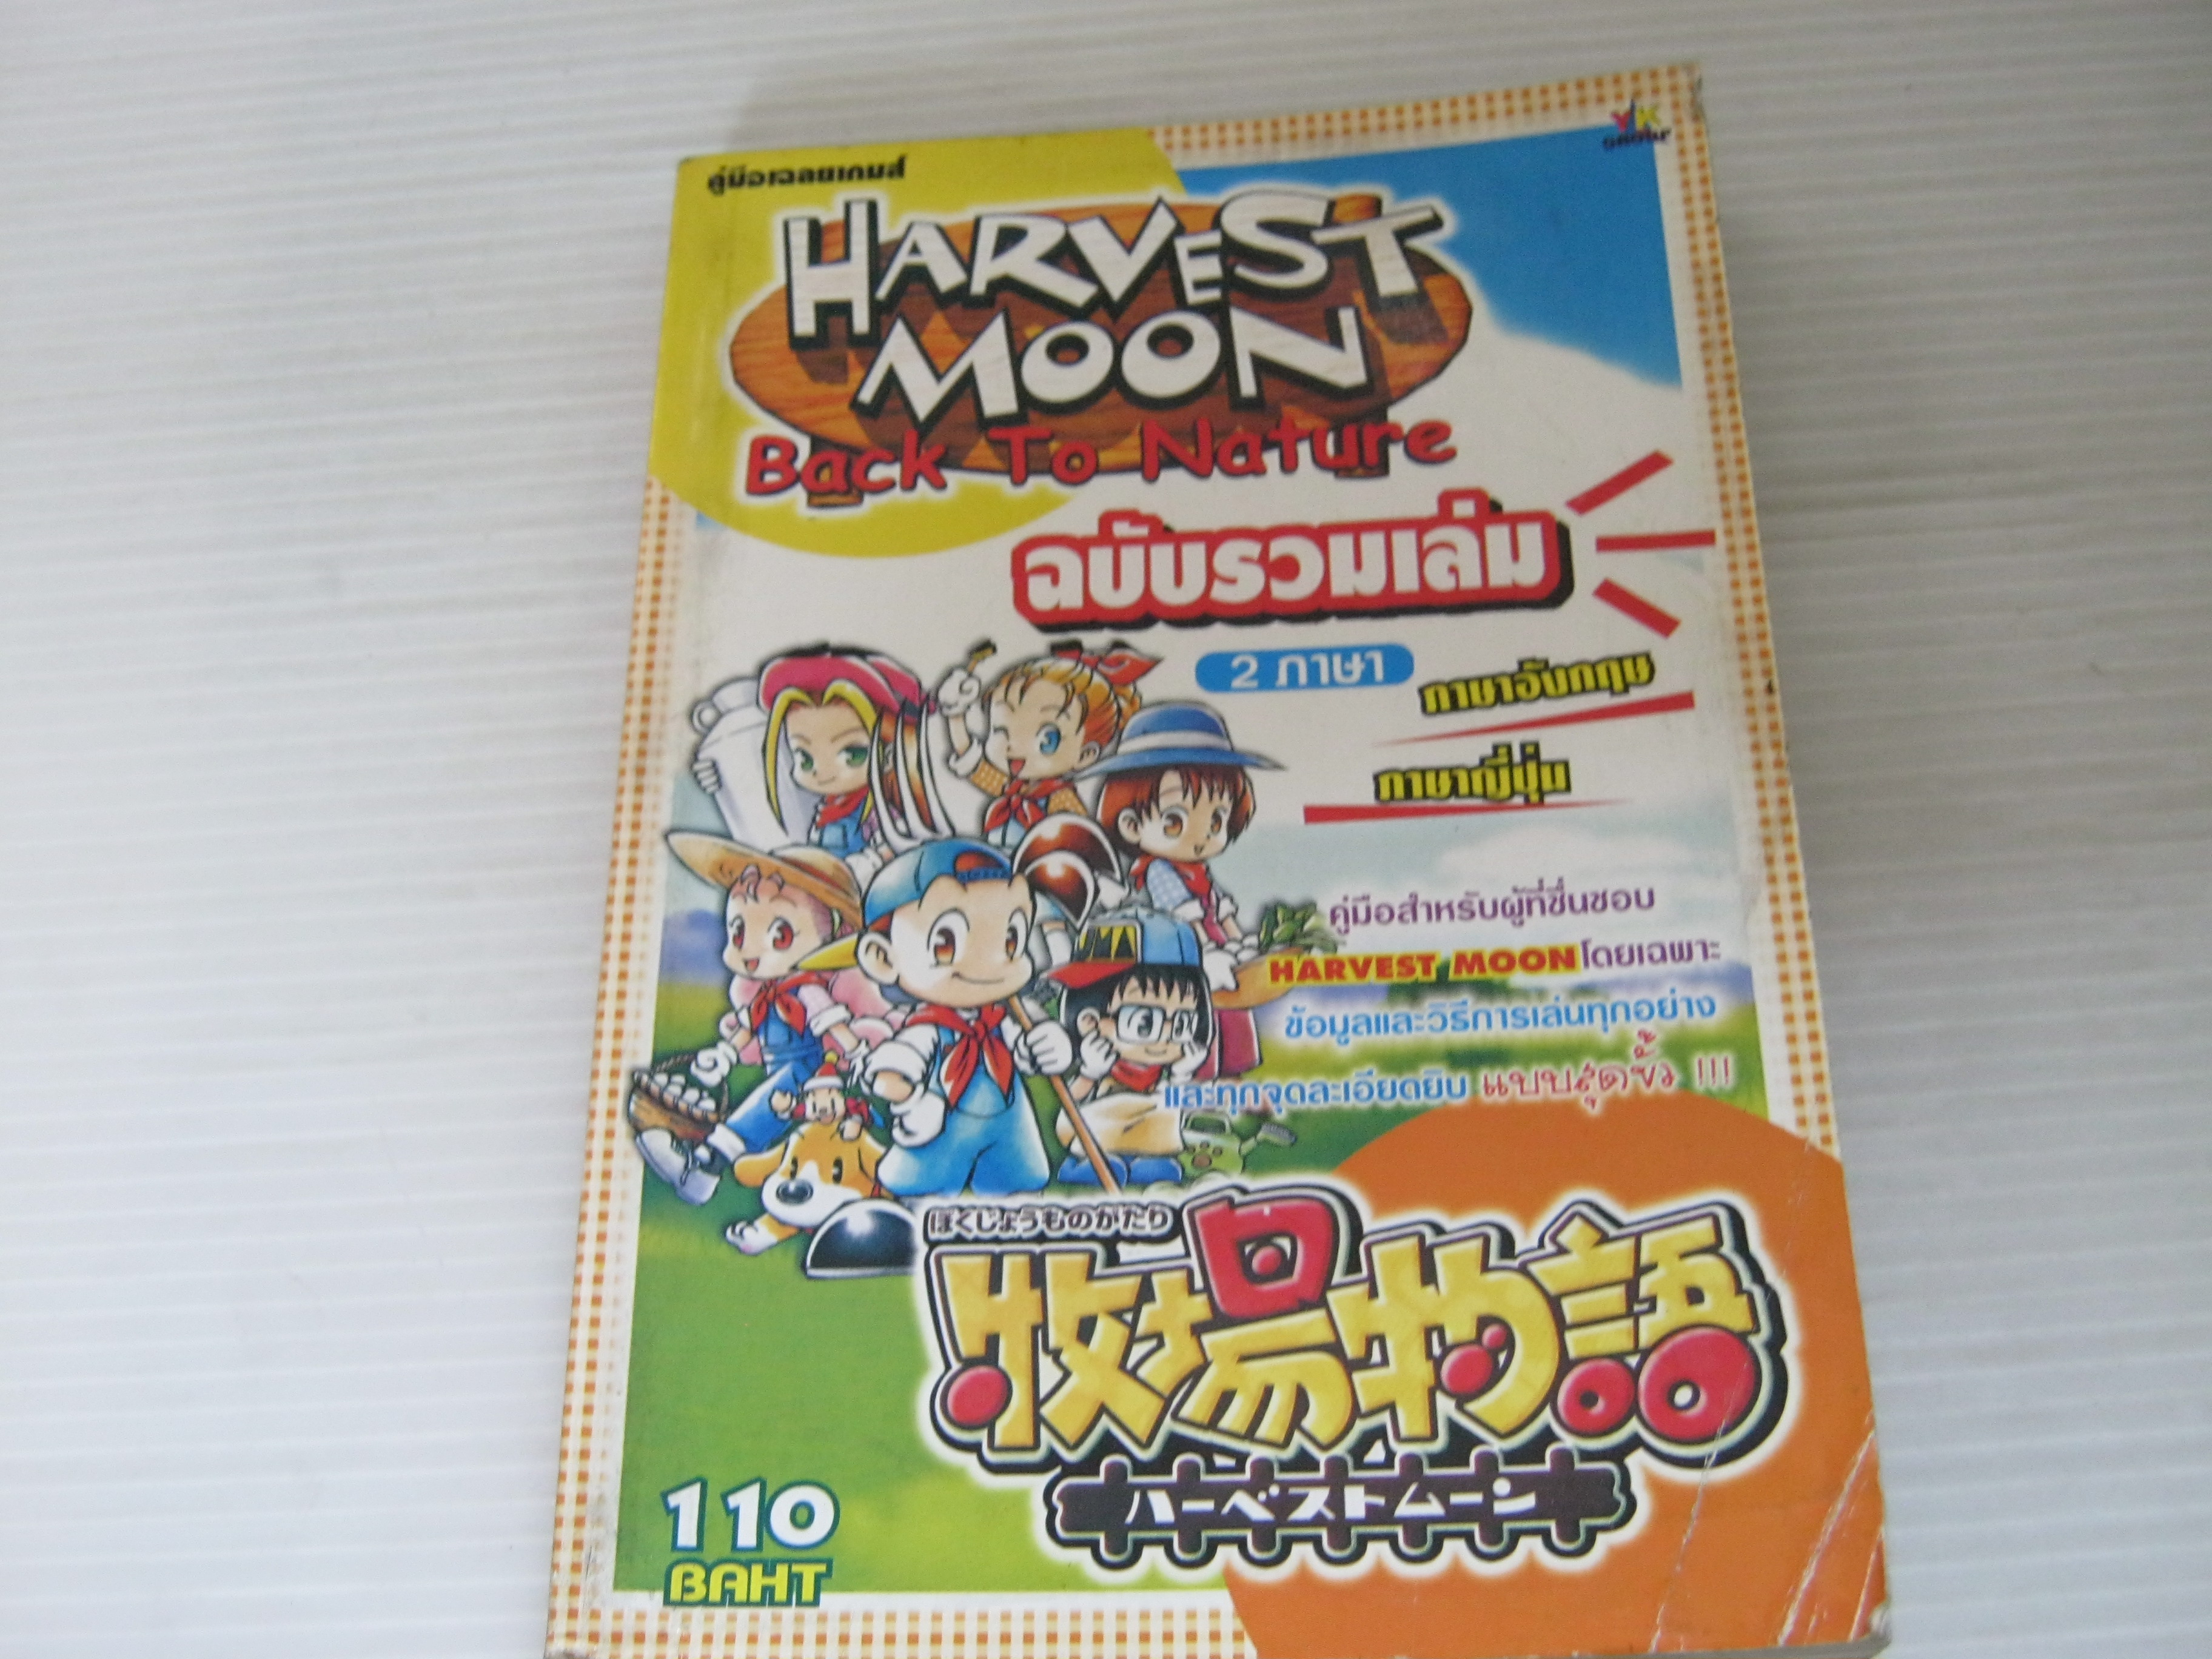 YK
GROUP
คู่มือเฉลยเกมส์
HARVEST
MOON
Back To Nature
ฉบับรวมเล่ม
2 ภาษา
ภาษาอังกฤษ
ภาษาญี่ปุ่น
คู่มือสำหรับผู้ที่ชื่นชอบ
HARVEST MOONโดยเฉพาะ
ข้อมูลและวิธีการเล่นทุกอย่าง
และทุกจุดละเอียดยิบ แบบสุดขั้ว !!!
ぼくじょうものがたり
牧場物語
ハーベストムーン
110
BAHT